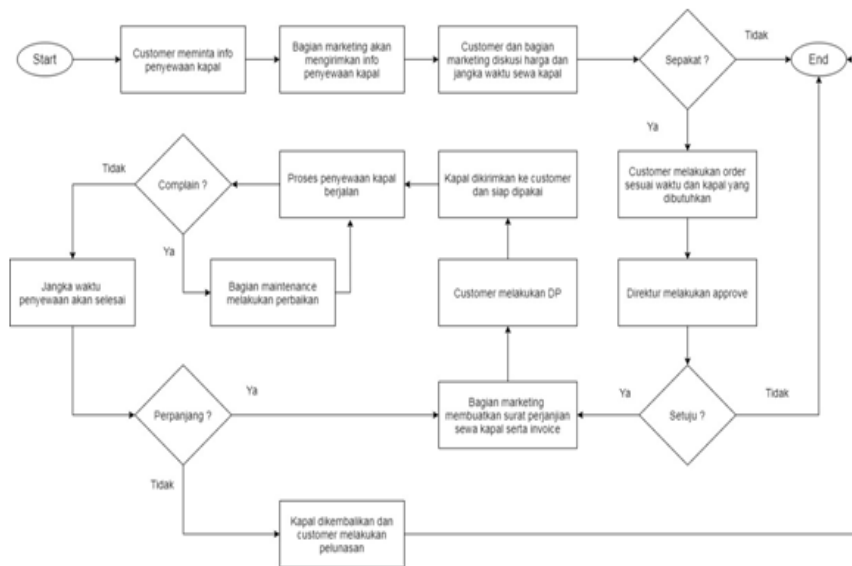 Start
Customer meminta info
penyewaan kapal
Bagian marketing akan
mengirimkan info
penyewaan kapal
Customer dan bagian
marketing diskusi harga dan
jangka waktu sewa kapal
Sepakat ?
Tidak
End
Ya
Customer melakukan order
sesuai waktu dan kapal yang
dibutuhkan
Direktur melakukan approve
Setuju ?
Tidak
Ya
Bagian marketing
membuatkan surat perjanjian
sewa kapal serta invoice
Customer melakukan DP
Kapal dikirimkan ke customer
dan siap dipakai
Proses penyewaan kapal
berjalan
Complain ?
Ya
Bagian maintenance
melakukan perbaikan
Tidak
Jangka waktu
penyewaan akan selesai
Perpanjang ?
Ya
Tidak
Kapal dikembalikan dan
customer melakukan
pelunasan